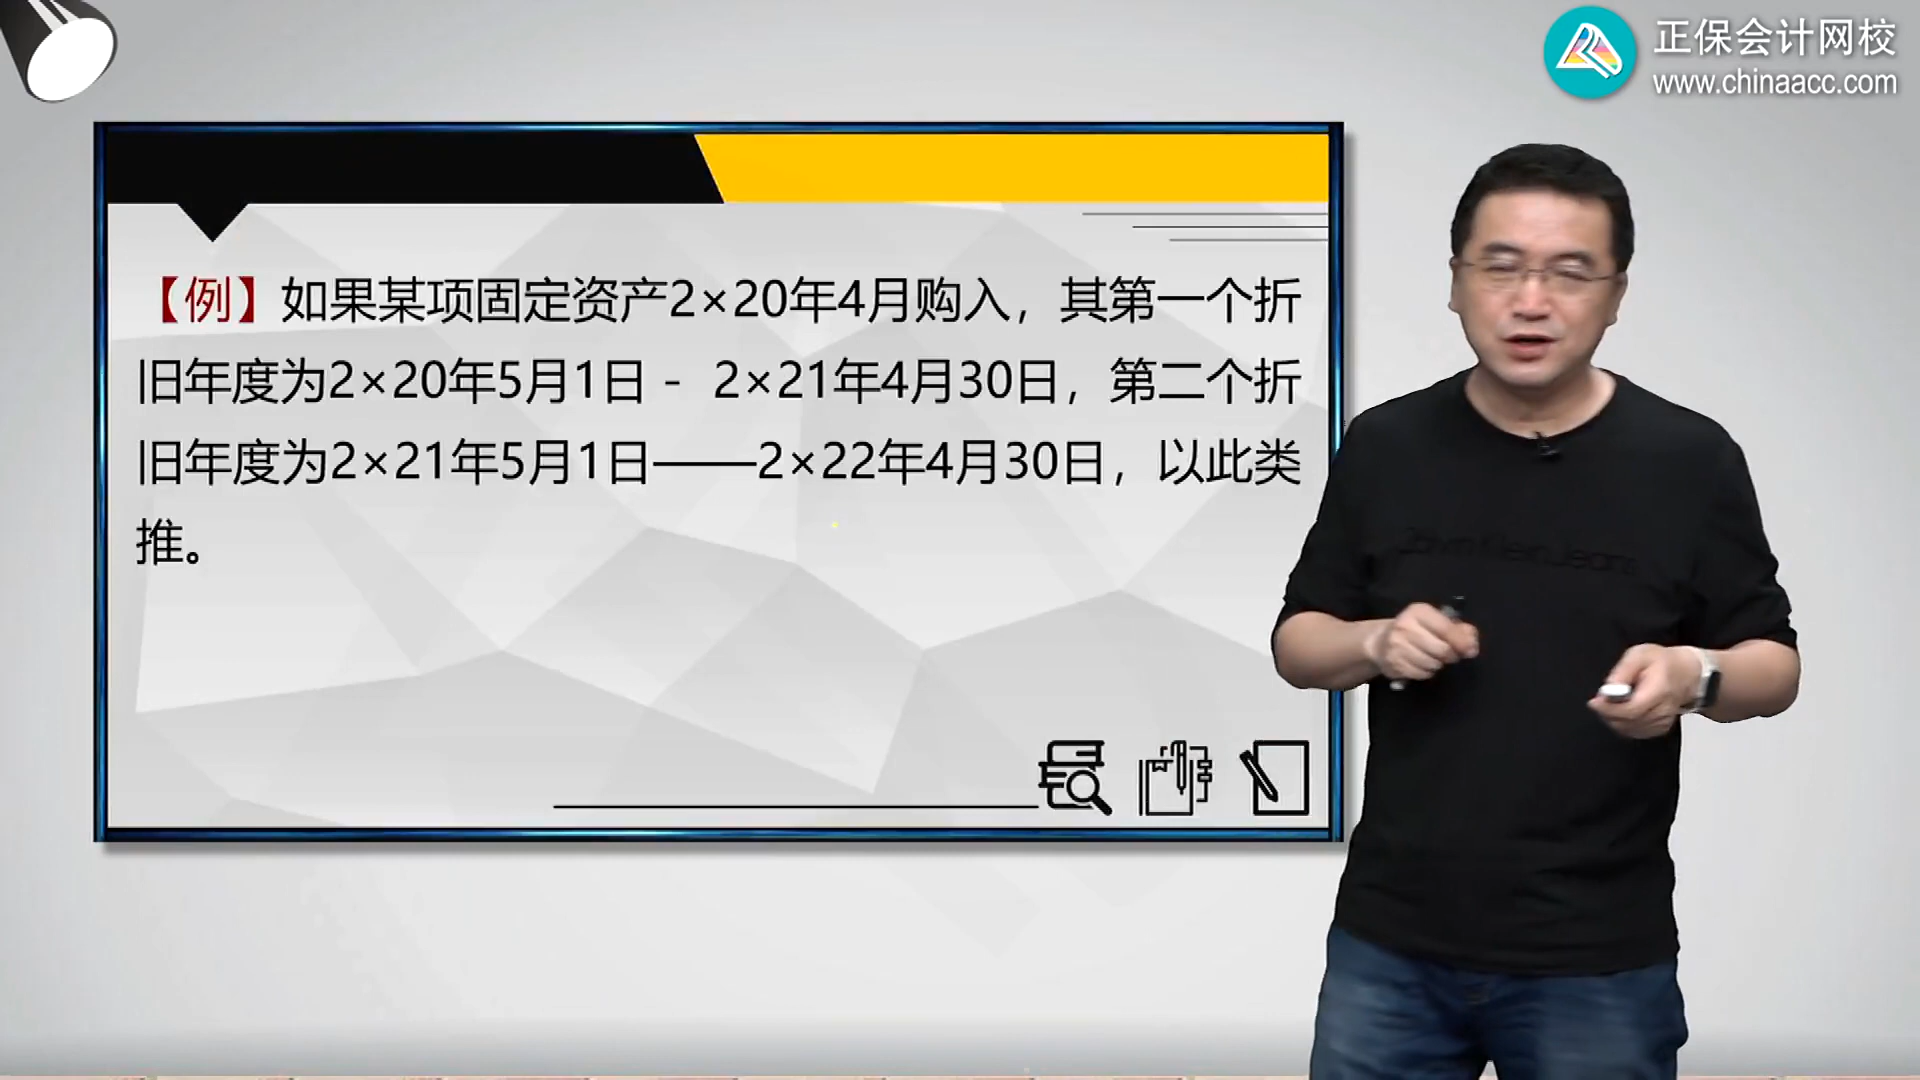 正保会计网校
www.chinaacc.com
【例】如果某项固定资产2×20年4月购入，其第一个折
旧年度为2×20年5月1日 - 2×21年4月30日，第二个折
旧年度为2×21年5月1日——2×22年4月30日，以此类
推。